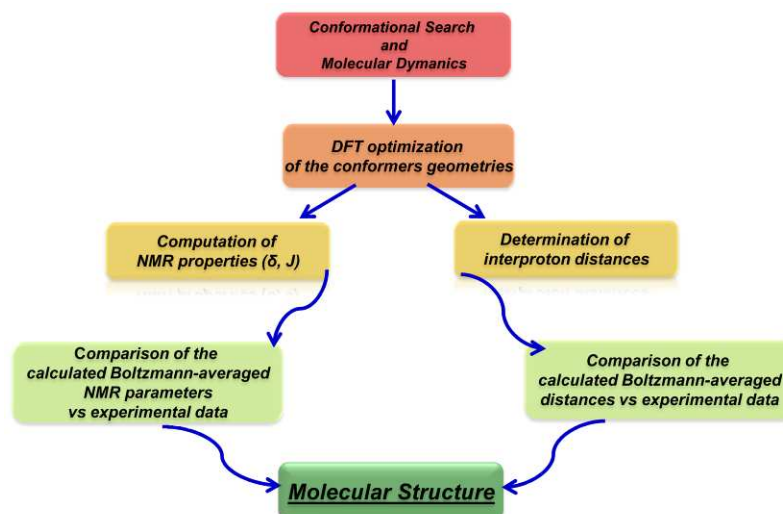 Conformational Search
and
Molecular Dymanics
DFT optimization
of the conformers geometries
Computation of
NMR properties (δ, J)
Determination of
interproton distances
Comparison of the
calculated Boltzmann-averaged
NMR parameters
vs experimental data
Comparison of the
calculated Boltzmann-averaged
distances vs experimental data
Molecular Structure